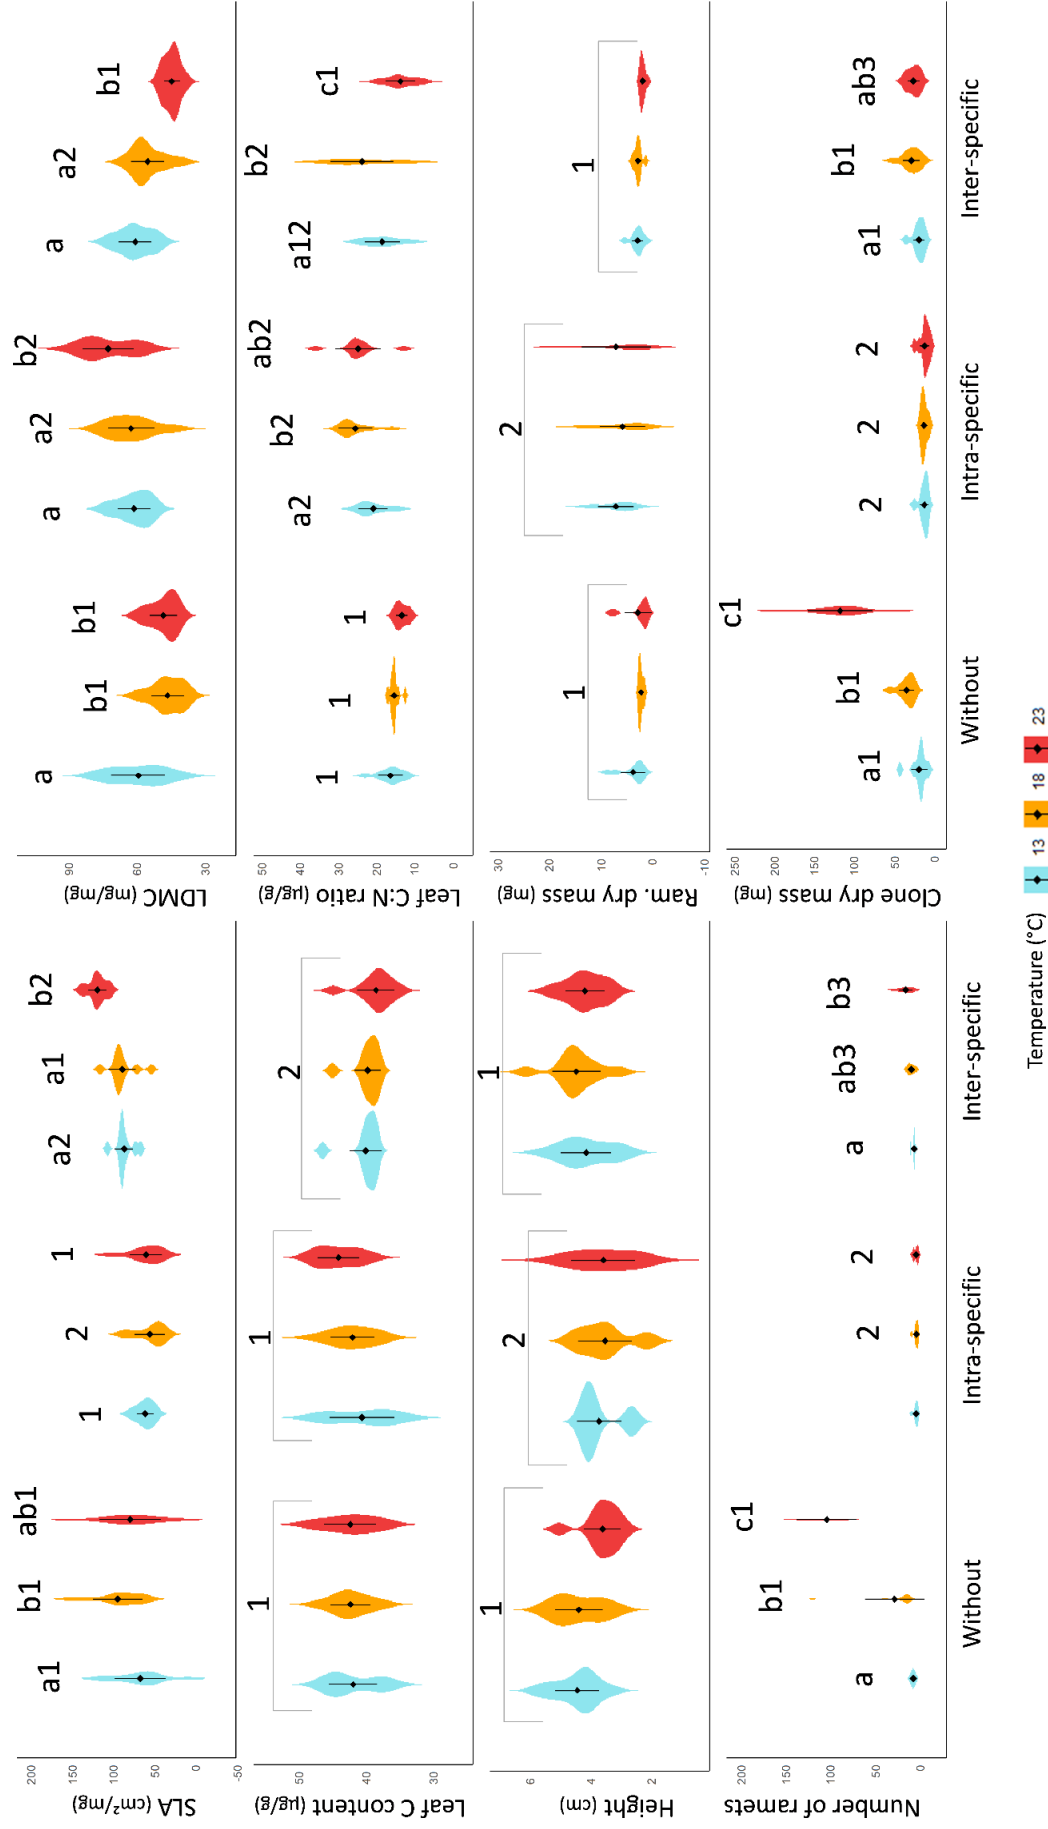 SLA (cm²/mg)
200
150
100
50
0
-50
a1
b1
ab1
1
2
1
a2
a1
b2
LDMC (mg/mg)
90
60
30
a
b1
b1
a
a2
b2
a
a2
b1
Leaf C content (µg/g)
50
40
30
1
1
2
Leaf C:N ratio (µg/g)
50
40
30
20
10
0
1
1
1
a2
b2
ab2
a12
b2
c1
Height (cm)
6
4
2
1
2
1
Ram. dry mass (mg)
30
20
10
0
-10
1
2
1
Number of ramets
200
150
100
50
0
a
b1
c1
2
2
a
ab3
b3
Without
Intra-specific
Inter-specific
Clone dry mass (mg)
250
200
150
100
50
0
a1
b1
c1
2
2
2
a1
b1
ab3
Without
Intra-specific
Inter-specific
Temperature (°C) 13 18 23